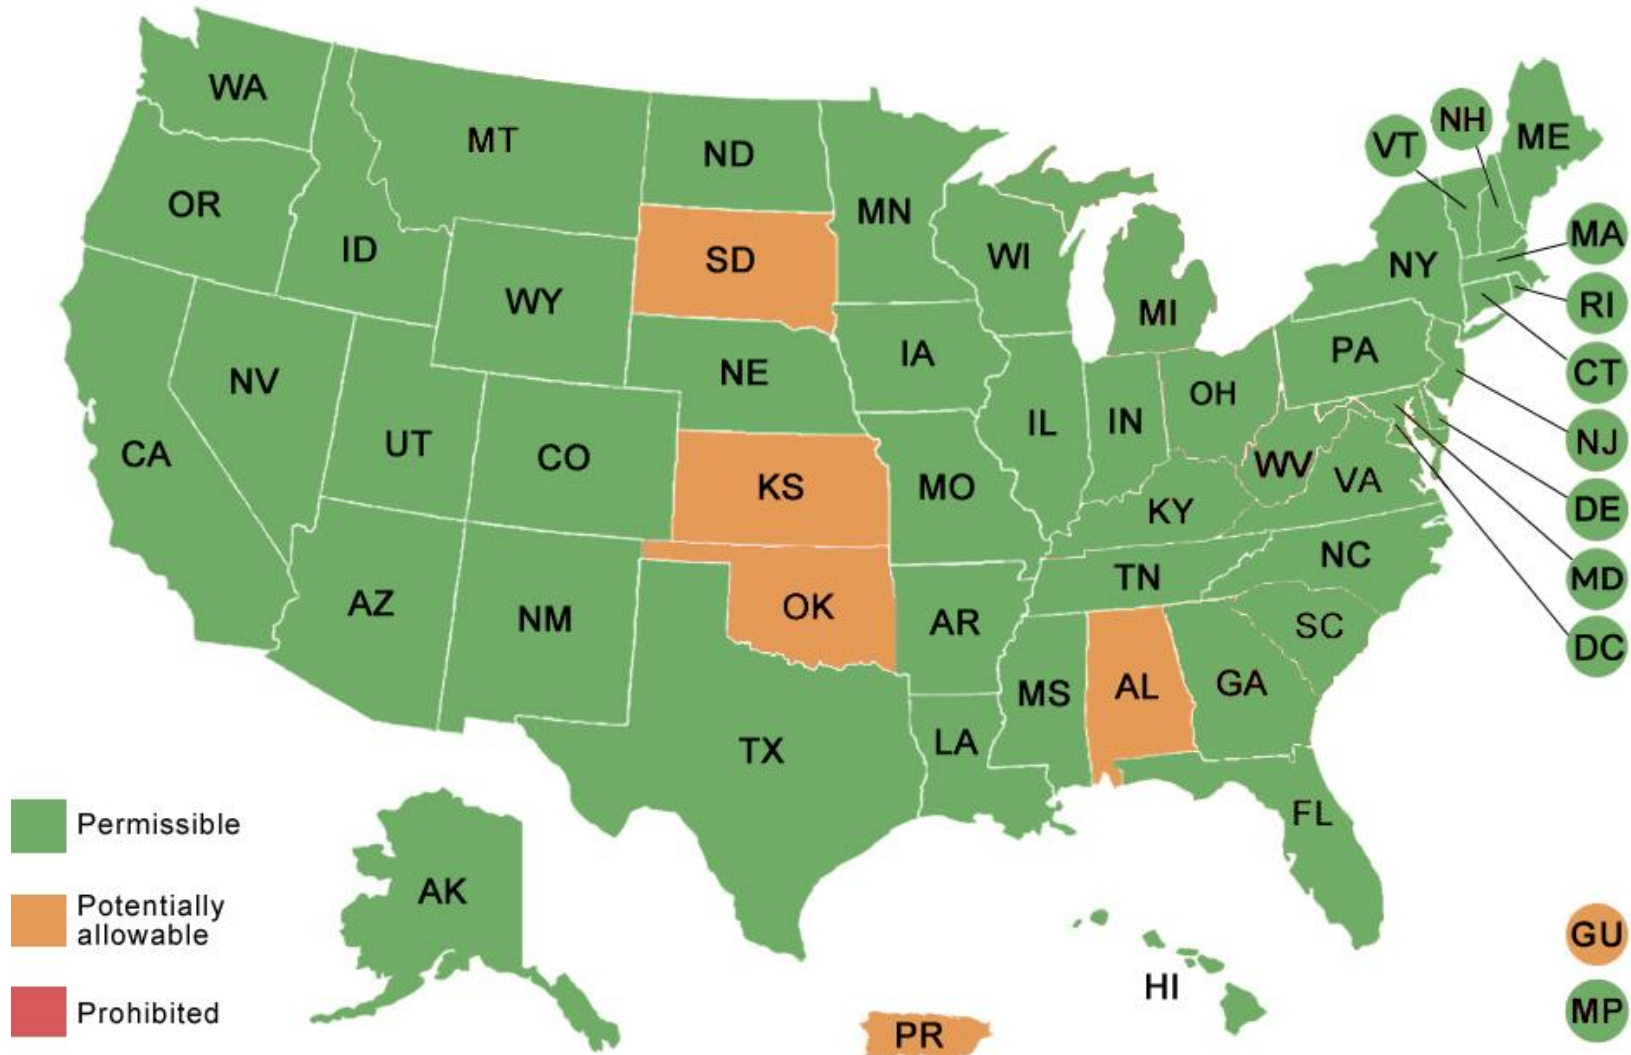 WA
MT
ND
OR
ID
MN
SD
WY
WI
MI
NY
VT
NH
ME
MA
RI
CT
NJ
DE
MD
DC
NV
UT
CA
CO
NE
IA
IL
IN
OH
PA
KS
MO
KY
WV
VA
AZ
NM
OK
AR
TN
NC
SC
TX
LA
MS
AL
GA
FL
AK
HI
PR
GU
MP
Permissible
Potentially
allowable
Prohibited